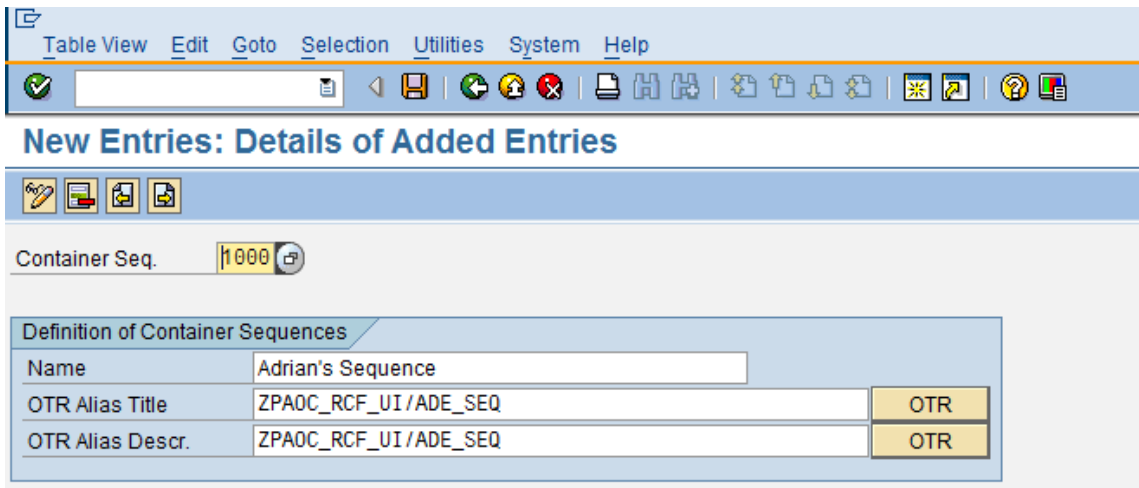 Table View Edit Goto Selection Utilities System Help
New Entries: Details of Added Entries
Container Seq. 1000
Definition of Container Sequences
Name Adrian's Sequence
OTR Alias Title ZPAOC_RCF_UI/ADE_SEQ OTR
OTR Alias Descr. ZPAOC_RCF_UI/ADE_SEQ OTR